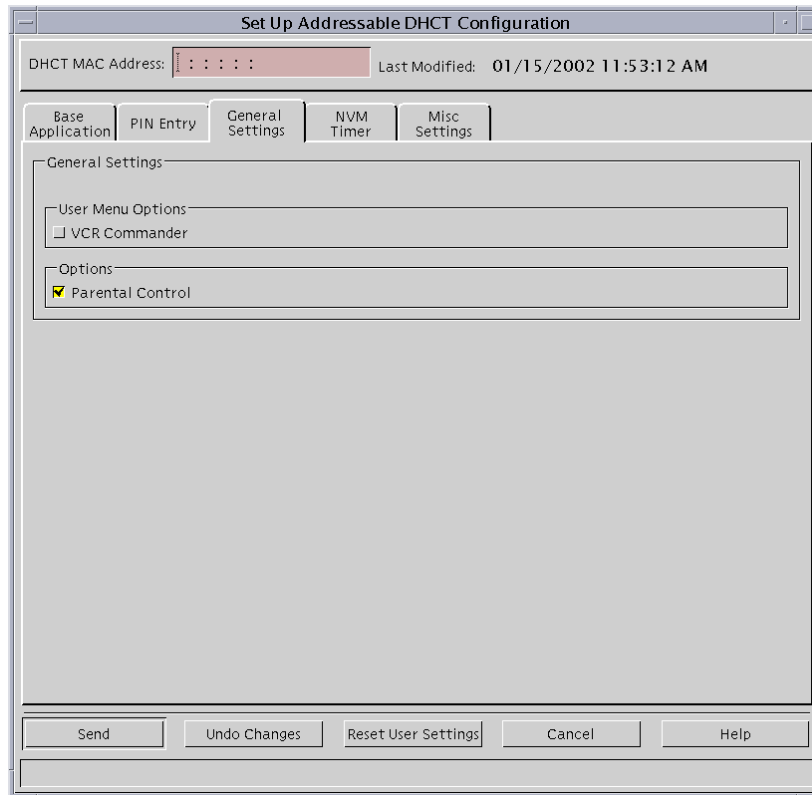 Set Up Addressable DHCT Configuration
DHCT MAC Address: : : : : :
Last Modified: 01/15/2002 11:53:12 AM
Base Application
PIN Entry
General Settings
NVM Timer
Misc Settings
General Settings
User Menu Options
VCR Commander
Options
Parental Control
Send
Undo Changes
Reset User Settings
Cancel
Help